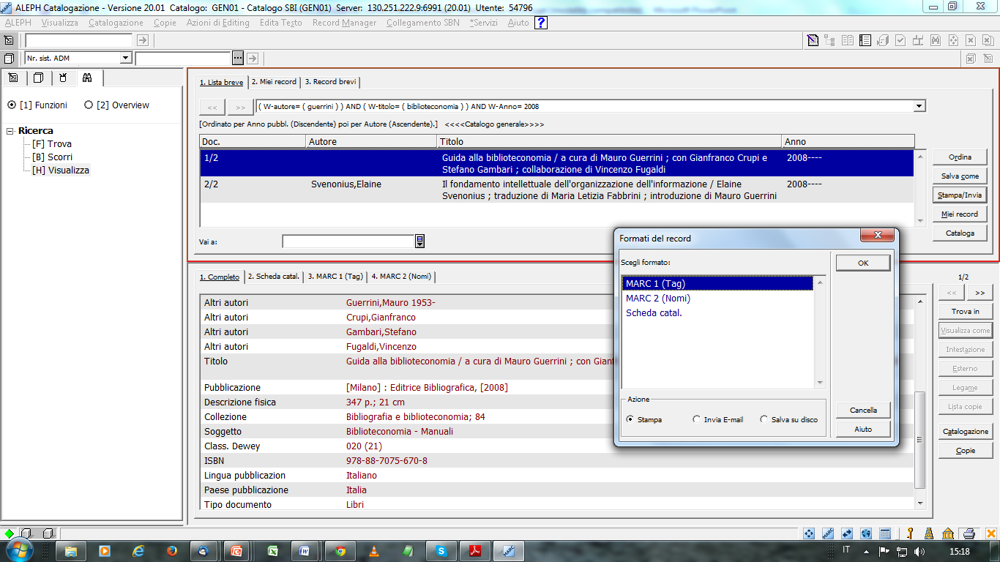 ALEPH Catalogazione - Versione 20.01 Catalogo: GEN01 - Catalogo SBI (GEN01) Server: 130.251.222.9:6991 (20.01) Utente: 54796
ALEPH Visualizza Catalogazione Copie Azioni di Editing Edita Testo Record Manager Collegamento SBN *Servizi Aiuto ?
Nr. sist. ADM
[1] Funzioni [2] Overview
Ricerca
[F] Trova
[B] Scorri
[H] Visualizza
1. Lista breve 2. Miei record 3. Record brevi
<< >> ( W-autore= ( guerrini ) ) AND ( W-titolo= ( biblioteconomia ) ) AND W-Anno= 2008
[Ordinato per Anno pubbl. (Discendente) poi per Autore (Ascendente).] <<<<Catalogo generale>>>>
Doc. Autore Titolo Anno
1/2 Guida alla biblioteconomia / a cura di Mauro Guerrini ; con Gianfranco Crupi e 2008----
Stefano Gambari ; collaborazione di Vincenzo Fugaldi
2/2 Svenonius,Elaine Il fondamento intellettuale dell'organizzazione dell'informazione / Elaine 2008----
Svenonius ; traduzione di Maria Letizia Fabbrini ; introduzione di Mauro Guerrini
Ordina
Salva come
Stampa/Invia
Miei record
Cataloga
Vai a:
1. Completo 2. Scheda catal. 3. MARC 1 (Tag) 4. MARC 2 (Nomi)
Altri autori Guerrini,Mauro 1953-
Altri autori Crupi,Gianfranco
Altri autori Gambari,Stefano
Altri autori Fugaldi,Vincenzo
Titolo Guida alla biblioteconomia / a cura di Mauro Guerrini ; con Gianf
Pubblicazione [Milano] : Editrice Bibliografica, [2008]
Descrizione fisica 347 p.; 21 cm
Collezione Bibliografia e biblioteconomia; 84
Soggetto Biblioteconomia - Manuali
Class. Dewey 020 (21)
ISBN 978-88-7075-670-8
Lingua pubblicazion Italiano
Paese pubblicazione Italia
Tipo documento Libri
Formati del record
Scegli formato:
MARC 1 (Tag)
MARC 2 (Nomi)
Scheda catal.
Azione
Stampa Invia E-mail Salva su disco
OK
Cancella
Aiuto
1/2
<< >>
Trova in
Visualizza come
Intestazione
Esterno
Legame
Lista copie
Catalogazione
Copie
IT 15:18